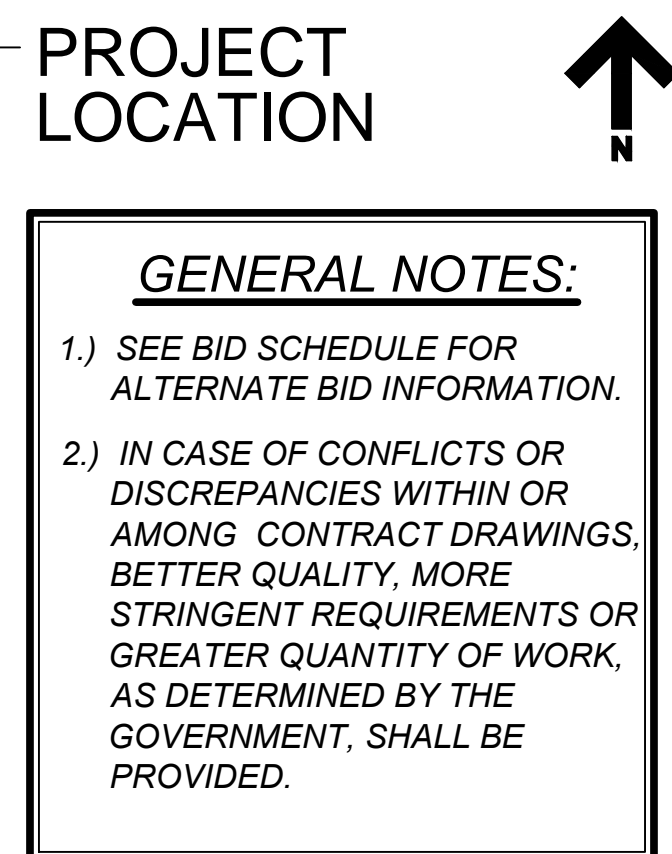 PROJECT
LOCATION
N
GENERAL NOTES:
1.) SEE BID SCHEDULE FOR
ALTERNATE BID INFORMATION.
2.) IN CASE OF CONFLICTS OR
DISCREPANCIES WITHIN OR
AMONG CONTRACT DRAWINGS,
BETTER QUALITY, MORE
STRINGENT REQUIREMENTS OR
GREATER QUANTITY OF WORK,
AS DETERMINED BY THE
GOVERNMENT, SHALL BE
PROVIDED.